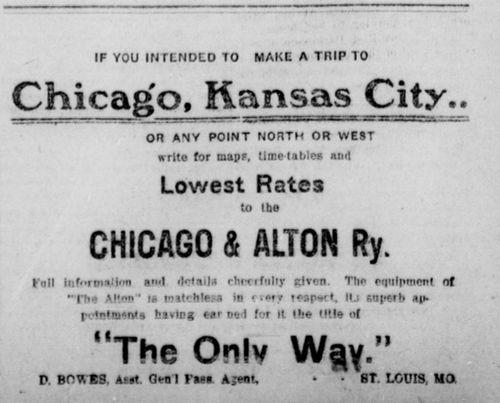 IF YOU INTENDED TO MAKE A TRIP TO
Chicago, Kansas City..
OR ANY POINT NORTH OR WEST
write for maps, time-tables and
Lowest Rates
to the
CHICAGO & ALTON Ry.
Full information and details cheerfully given. The equipment of
"The Alton" is matchless in every respect, its superb ap-
pointments having earned for it the title of
"The Only Way."
D. BOWES, Asst. Gen'l Pass. Agent, - - ST. LOUIS, MO.